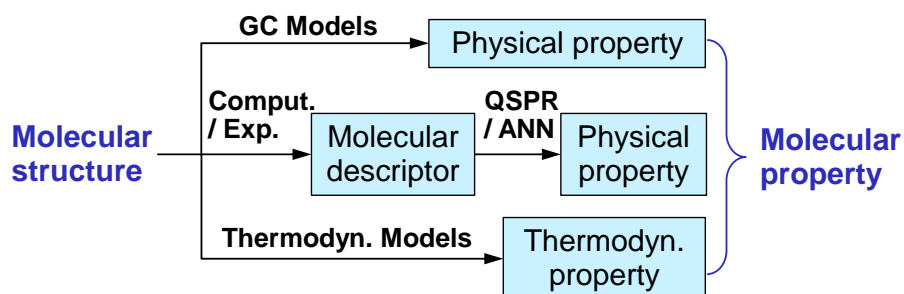 GC Models
Physical property
Comput.
/ Exp.
QSPR
/ ANN
Molecular
structure
Molecular
descriptor
Physical
property
Molecular
property
Thermodyn. Models
Thermodyn.
property